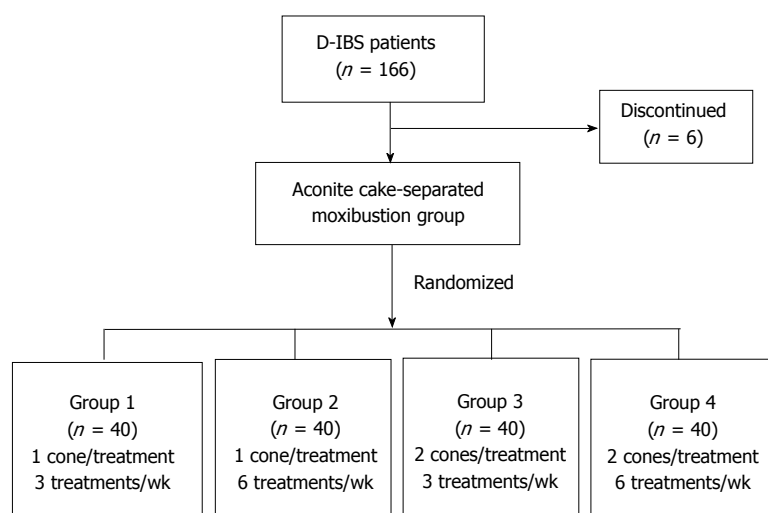 D-IBS patients
(n = 166)
Discontinued
(n = 6)
Aconite cake-separated
moxibustion group
Randomized
Group 1
(n = 40)
1 cone/treatment
3 treatments/wk
Group 2
(n = 40)
1 cone/treatment
6 treatments/wk
Group 3
(n = 40)
2 cones/treatment
3 treatments/wk
Group 4
(n = 40)
2 cones/treatment
6 treatments/wk